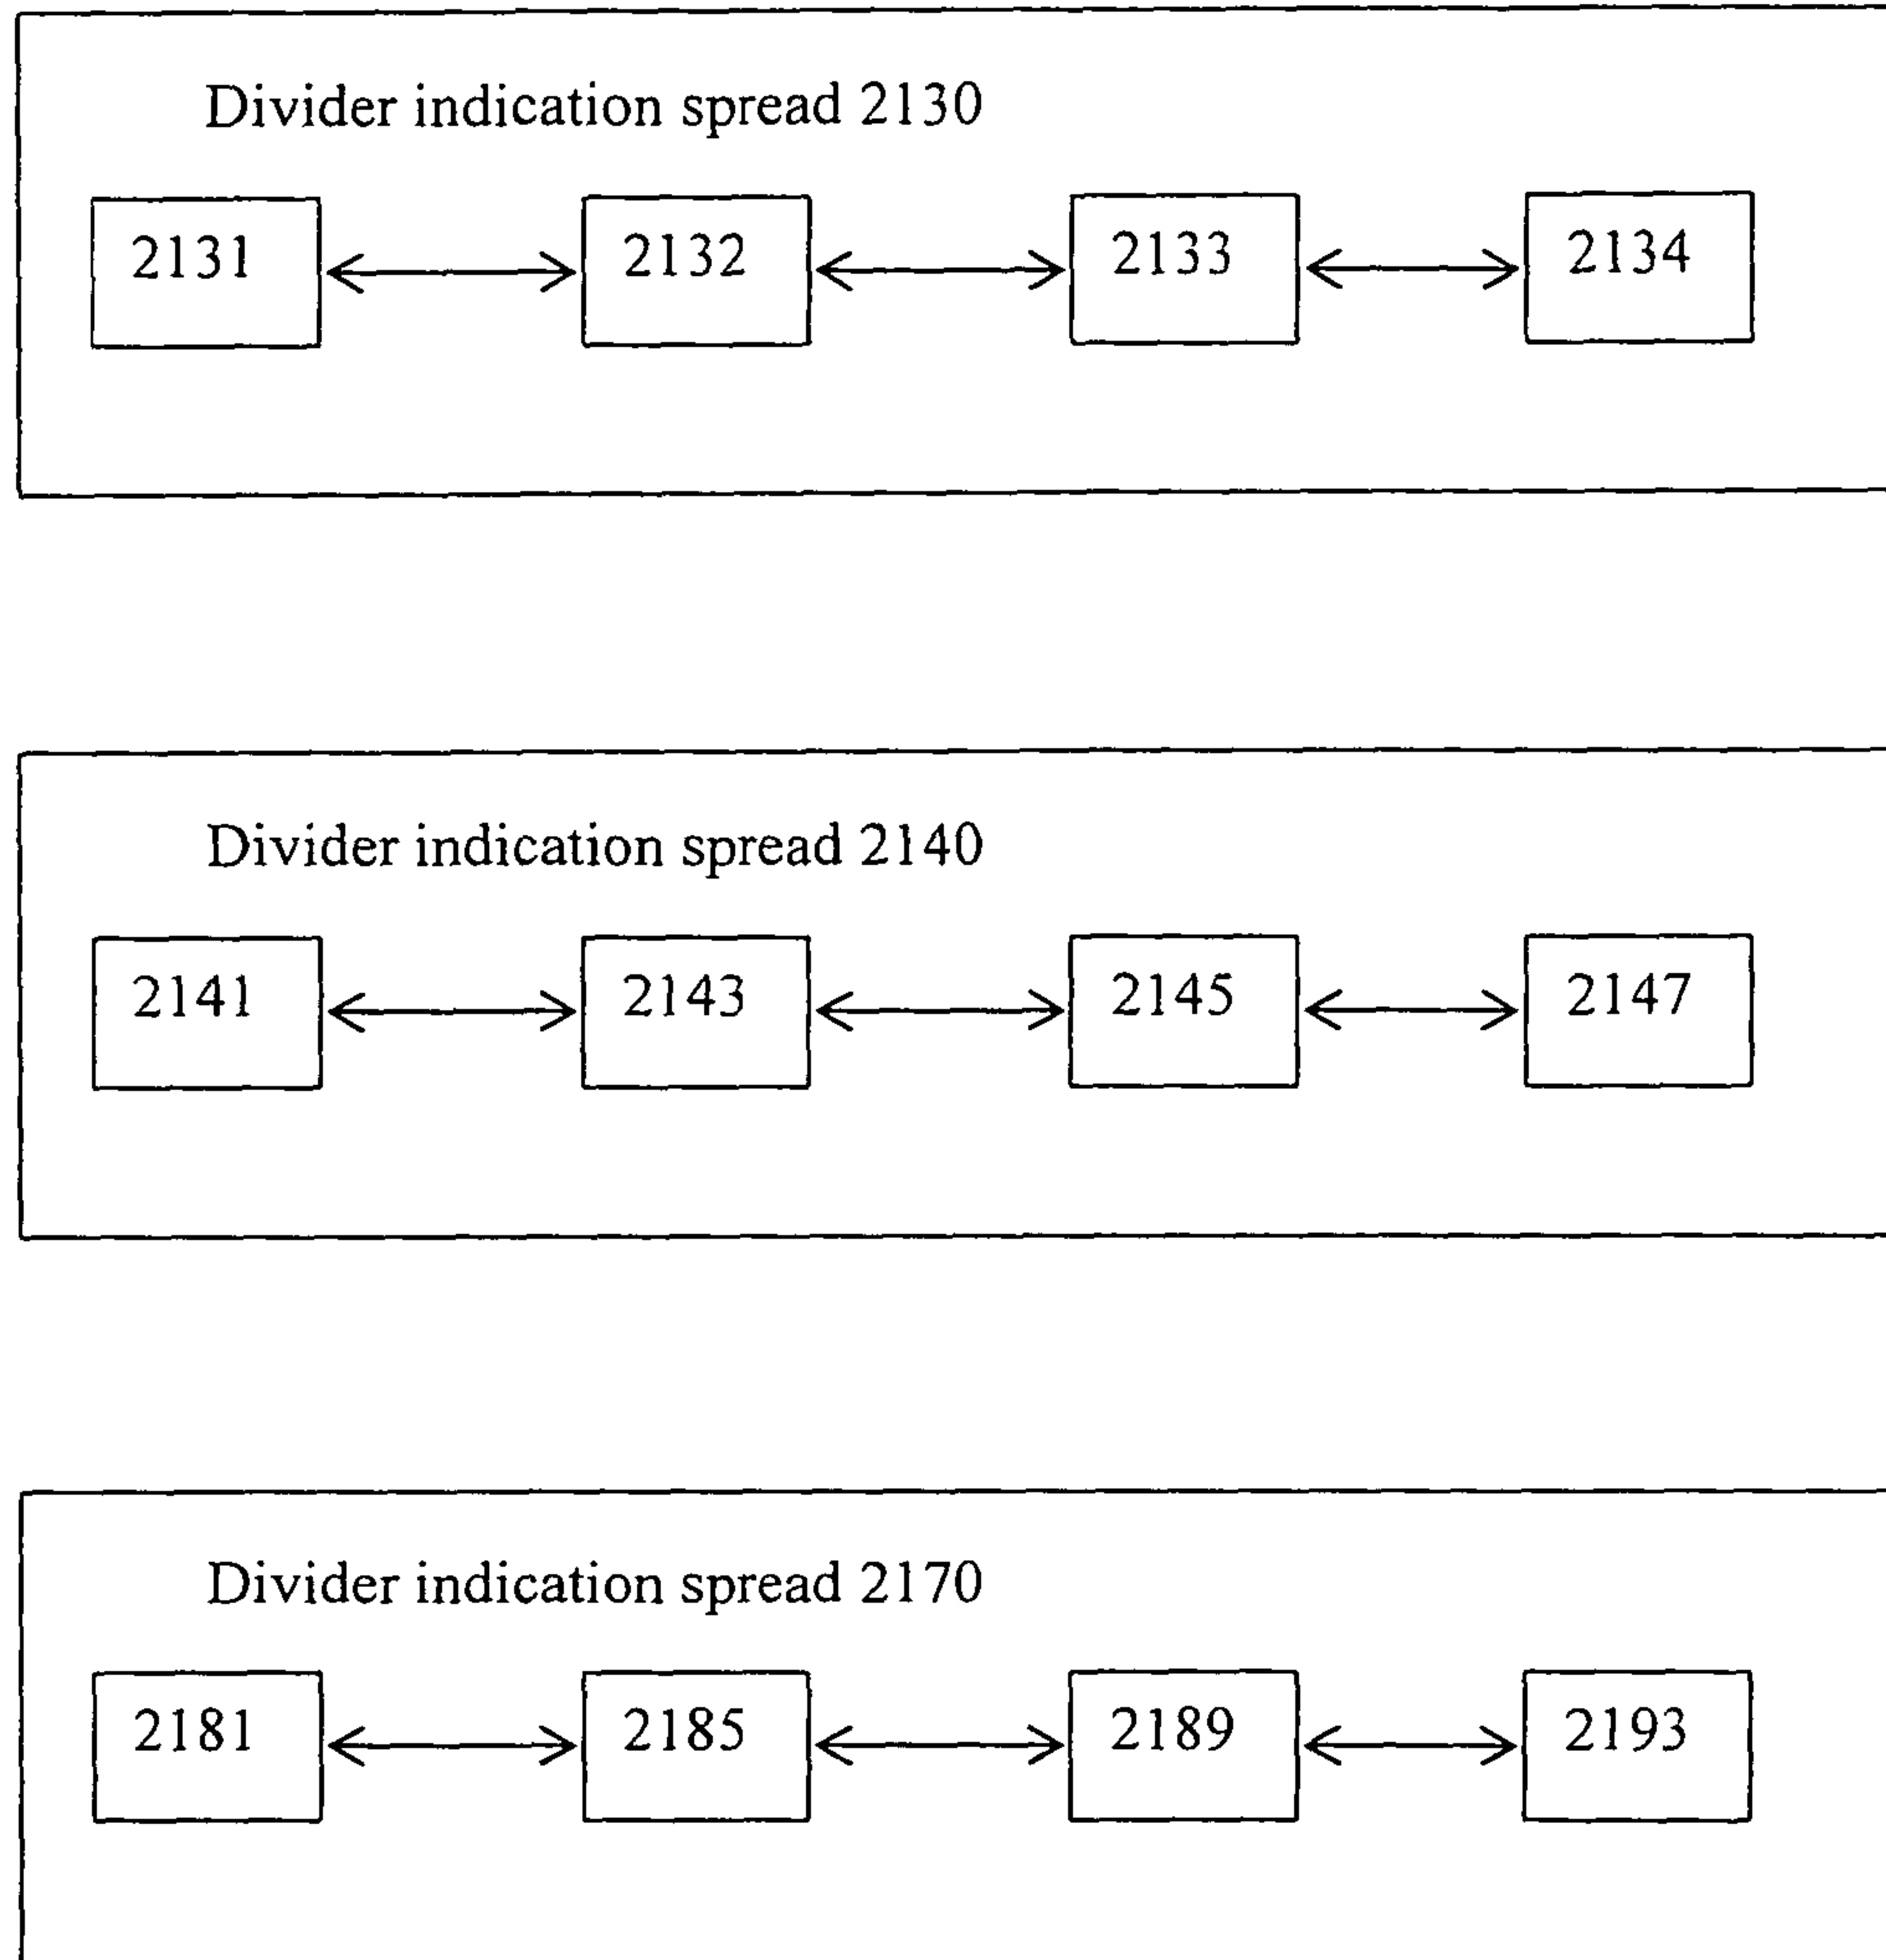 Divider indication spread 2130
2131 2132 2133 2134
Divider indication spread 2140
2141 2143 2145 2147
Divider indication spread 2170
2181 2185 2189 2193